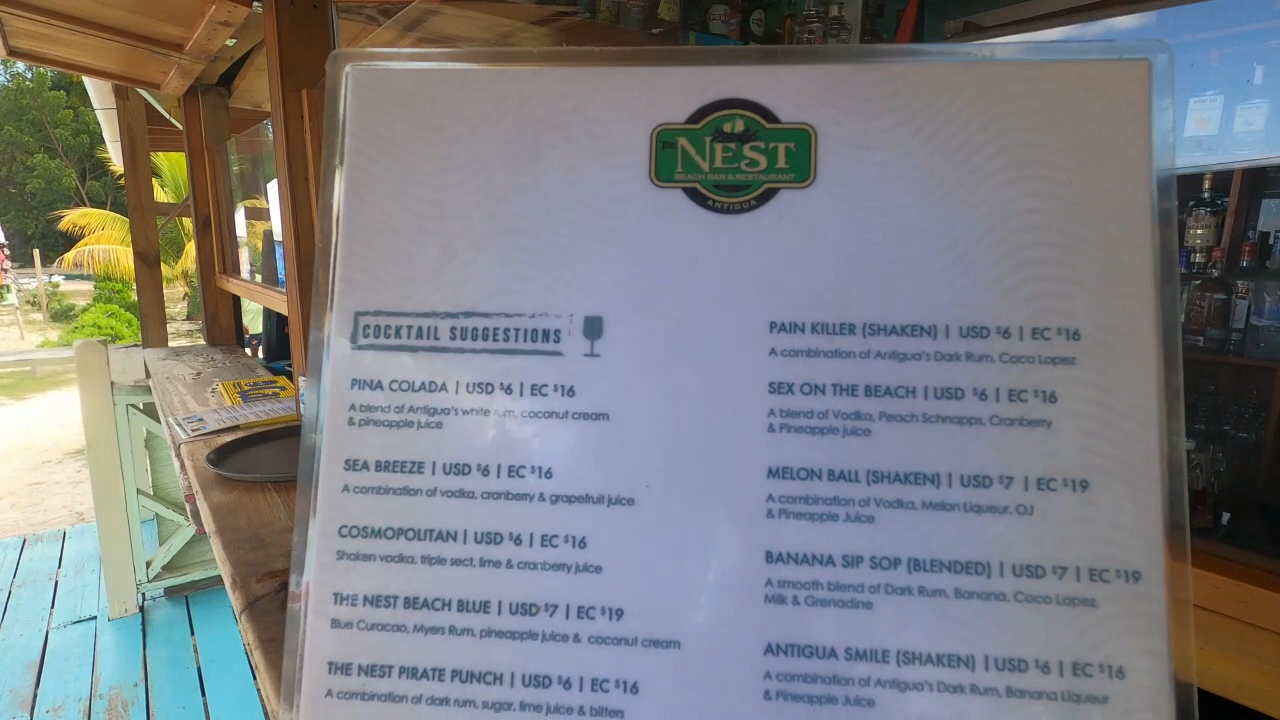 THE NEST
BEACH BAR & RESTAURANT
ANTIGUA
COCKTAIL SUGGESTIONS
PINA COLADA | USD $6 | EC $16
A blend of Antigua's white rum, coconut cream
& pineapple juice
SEA BREEZE | USD $6 | EC $16
A combination of vodka, cranberry & grapefruit juice
COSMOPOLITAN | USD $6 | EC $16
Shaken vodka, triple sect, lime & cranberry juice
THE NEST BEACH BLUE | USD $7 | EC $19
Blue Curacao, Myers Rum, pineapple juice & coconut cream
THE NEST PIRATE PUNCH | USD $6 | EC $16
A combination of dark rum, sugar, lime juice & bitters
PAIN KILLER (SHAKEN) | USD $6 | EC $16
A combination of Antigua's Dark Rum, Coco Lopez
SEX ON THE BEACH | USD $6 | EC $16
A blend of Vodka, Peach Schnapps, Cranberry
& Pineapple juice
MELON BALL (SHAKEN) | USD $7 | EC $19
A combination of Vodka, Melon Liqueur, OJ
& Pineapple Juice
BANANA SIP SOP (BLENDED) | USD $7 | EC $19
A smooth blend of Dark Rum, Banana, Coco Lopez,
Milk & Grenadine
ANTIGUA SMILE (SHAKEN) | USD $6 | EC $16
A combination of Antigua's Dark Rum, Banana Liqueur
& Pineapple Juice